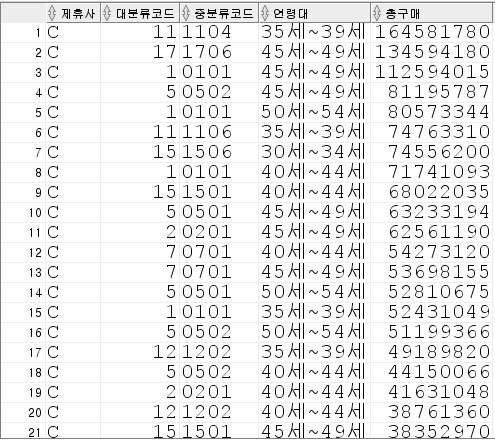 제휴사 대분류코드 중분류코드 연령대 총구매
1 C 11 1104 35세~39세 164581780
2 C 17 1706 45세~49세 134594180
3 C 1 0101 45세~49세 112594015
4 C 5 0502 45세~49세 81195787
5 C 1 0101 50세~54세 80573344
6 C 11 1106 35세~39세 74763310
7 C 15 1506 30세~34세 74556200
8 C 1 0101 40세~44세 71741093
9 C 15 1501 40세~44세 68022035
10 C 5 0501 45세~49세 63233194
11 C 2 0201 45세~49세 62561190
12 C 7 0701 40세~44세 54273120
13 C 7 0701 45세~49세 53698155
14 C 5 0501 50세~54세 52810675
15 C 1 0101 35세~39세 52431049
16 C 5 0502 50세~54세 51199366
17 C 12 1202 35세~39세 49189820
18 C 5 0502 40세~44세 44150066
19 C 2 0201 40세~44세 41631048
20 C 12 1202 40세~44세 38761360
21 C 15 1501 45세~49세 38352970